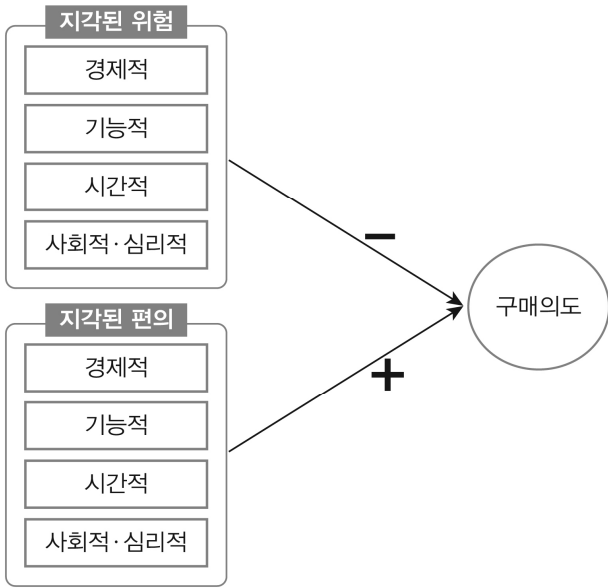 지각된 위험
경제적
기능적
시간적
사회적·심리적
−
구매의도
지각된 편의
경제적
기능적
시간적
사회적·심리적
+